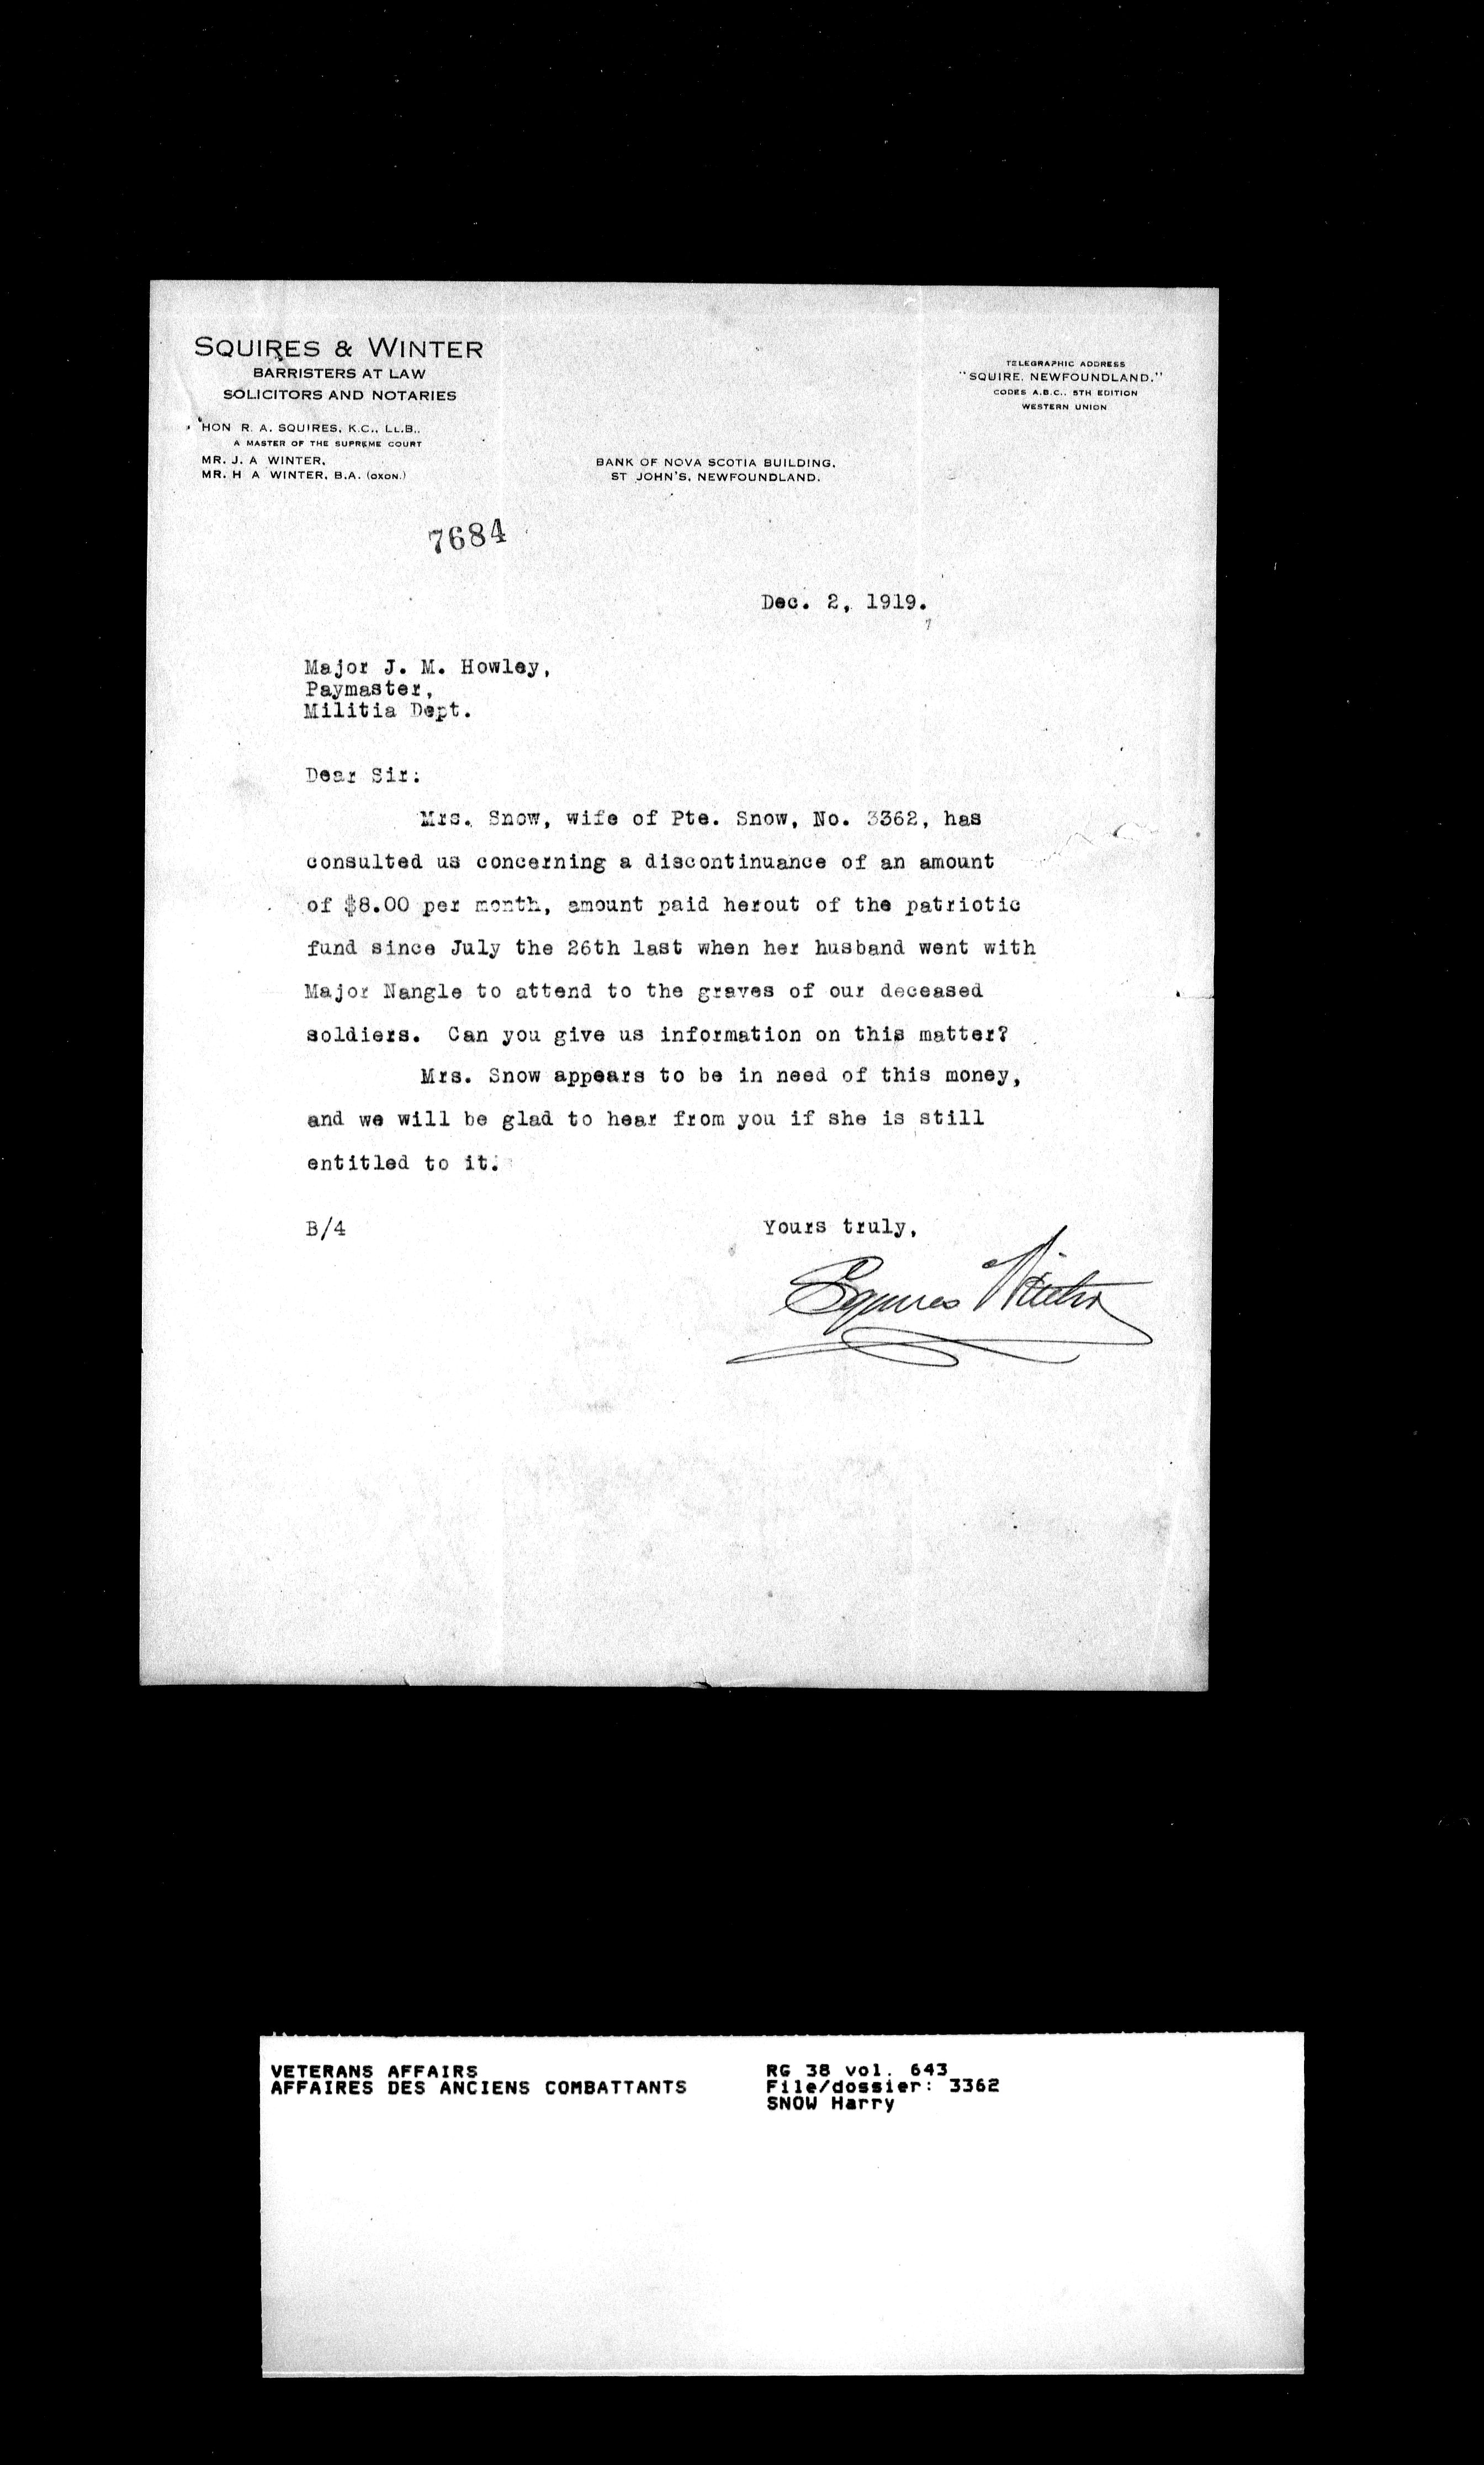 SQUIRES & WINTER
BARRISTERS AT LAW
SOLICITORS AND NOTARIES
HON R. A. SQUIRES, K.C., LL.B.,
A MASTER OF THE SUPREME COURT
MR. J. A WINTER,
MR. H A WINTER, B.A. (OXON.)
TELEGRAPHIC ADDRESS
"SQUIRE, NEWFOUNDLAND."
CODES A.B.C., 5TH EDITION
WESTERN UNION
BANK OF NOVA SCOTIA BUILDING,
ST JOHN'S, NEWFOUNDLAND.
7684
Dec. 2, 1919.
Major J. M. Howley,
Paymaster,
Militia Dept.
Dear Sir:
Mrs. Snow, wife of Pte. Snow, No. 3362, has
consulted us concerning a discontinuance of an amount
of $8.00 per month, amount paid herout of the patriotic
fund since July the 26th last when her husband went with
Major Nangle to attend to the graves of our deceased
soldiers. Can you give us information on this matter?
Mrs. Snow appears to be in need of this money,
and we will be glad to hear from you if she is still
entitled to it.
B/4
Yours truly,
Squires Winter
VETERANS AFFAIRS
AFFAIRES DES ANCIENS COMBATTANTS
RG 38 vol. 643
File/dossier: 3362
SNOW Harry